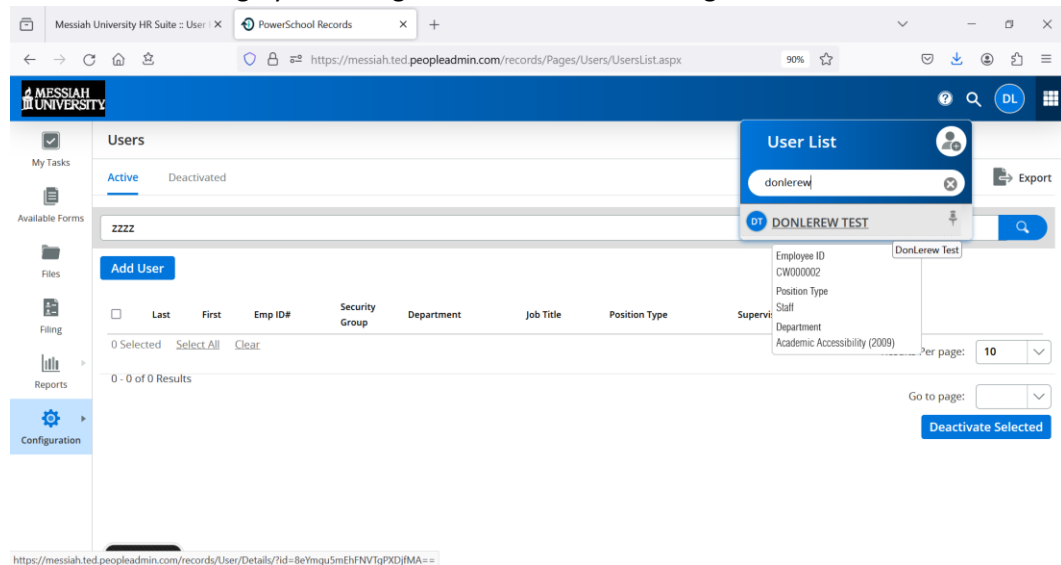 Messiah University HR Suite :: User
PowerSchool Records
https://messiah.ted.peopleadmin.com/records/Pages/Users/UsersList.aspx
90%
MESSIAH
UNIVERSITY
DL
My Tasks
Available Forms
Files
Filing
Reports
Configuration
Users
Active Deactivated
Export
zzzz
Add User
Last First Emp ID# Security Group Department Job Title Position Type Supervi
0 Selected Select All Clear
Per page: 10
0 - 0 of 0 Results
Go to page:
Deactivate Selected
User List
donlerew
DT DONLEREW TEST
DonLerew Test
Employee ID
CW000002
Position Type
Staff
Department
Academic Accessibility (2009)
https://messiah.ted.peopleadmin.com/records/User/Details/?id=8eYmqu5mEhFNVTqPXDjfMA==